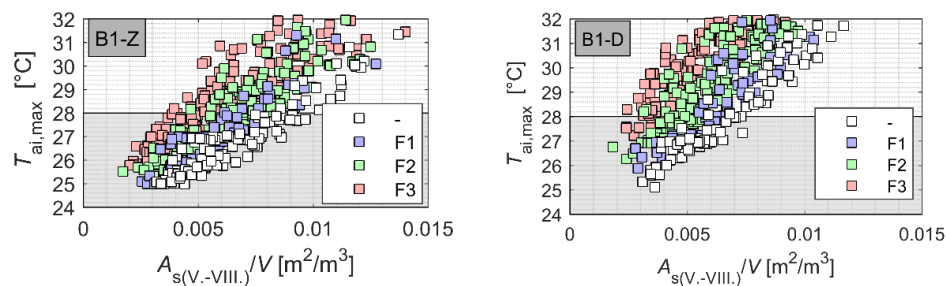 B1-Z
T_ai,max [°C]
32
31
30
29
28
27
26
25
24
0
0.005
0.01
0.015
A_s(V.-VIII.)/V [m²/m³]
-
F1
F2
F3
B1-D
T_ai,max [°C]
32
31
30
29
28
27
26
25
24
0
0.005
0.01
0.015
A_s(V.-VIII.)/V [m²/m³]
-
F1
F2
F3